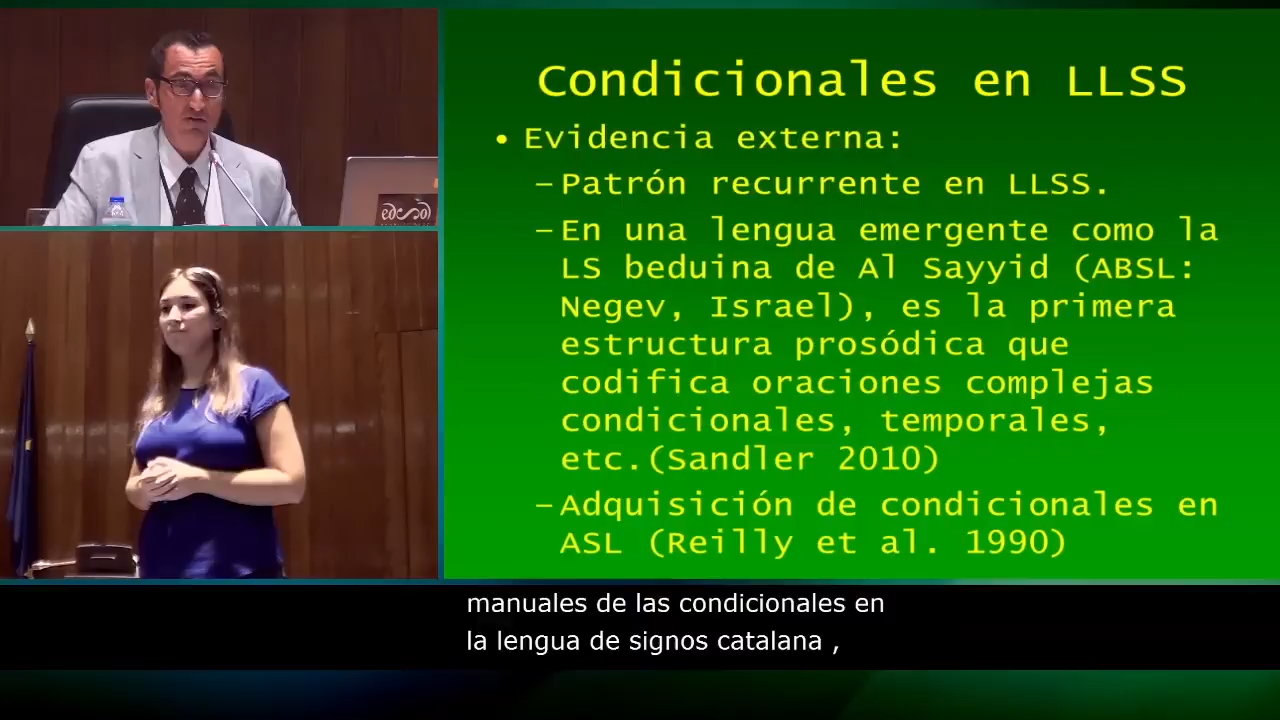 Condicionales en LLSS
• Evidencia externa:
–Patrón recurrente en LLSS.
–En una lengua emergente como la
LS beduina de Al Sayyid (ABSL:
Negev, Israel), es la primera
estructura prosódica que
codifica oraciones complejas
condicionales, temporales,
etc.(Sandler 2010)
–Adquisición de condicionales en
ASL (Reilly et al. 1990)
manuales de las condicionales en
la lengua de signos catalana ,